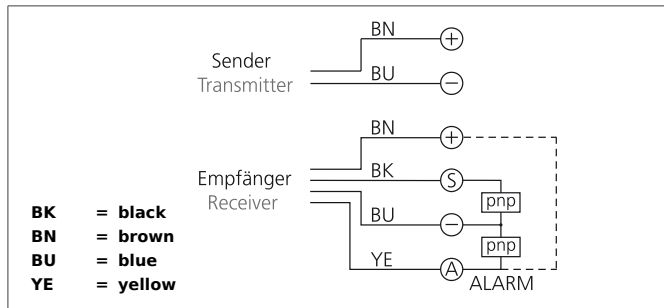 BN
+
Sender
Transmitter
BU
−
BN
+
BK
S
Empfänger
Receiver
pnp
BU
−
pnp
YE
A
ALARM
BK = black
BN = brown
BU = blue
YE = yellow